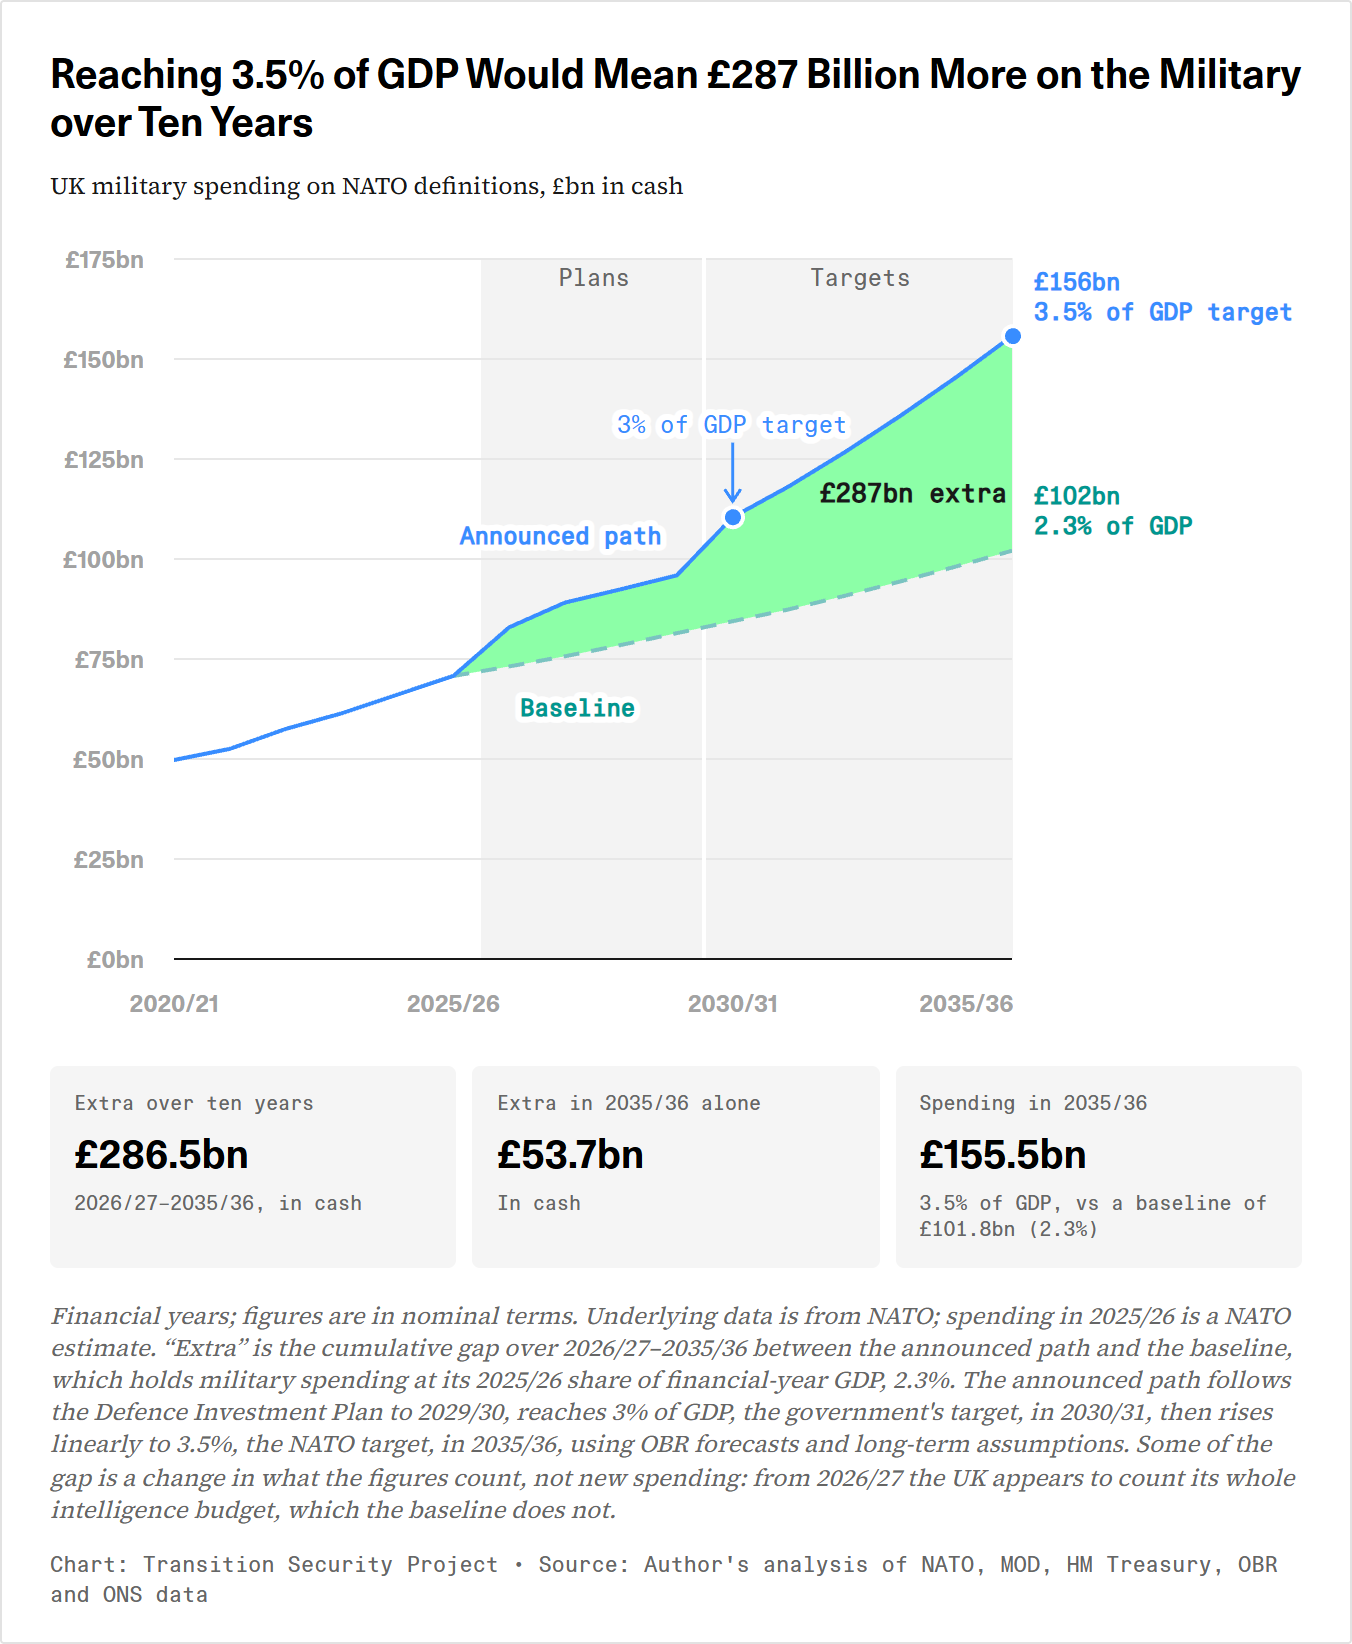 Reaching 3.5% of GDP Would Mean £287 Billion More on the Military
over Ten Years
UK military spending on NATO definitions, £bn in cash
£175bn
£150bn
£125bn
£100bn
£75bn
£50bn
£25bn
£0bn
Plans
Targets
£156bn
3.5% of GDP target
3% of GDP target
£287bn extra
£102bn
2.3% of GDP
Announced path
Baseline
2020/21
2025/26
2030/31
2035/36
Extra over ten years
£286.5bn
2026/27–2035/36, in cash
Extra in 2035/36 alone
£53.7bn
In cash
Spending in 2035/36
£155.5bn
3.5% of GDP, vs a baseline of
£101.8bn (2.3%)
Financial years; figures are in nominal terms. Underlying data is from NATO; spending in 2025/26 is a NATO
estimate. “Extra” is the cumulative gap over 2026/27–2035/36 between the announced path and the baseline,
which holds military spending at its 2025/26 share of financial-year GDP, 2.3%. The announced path follows
the Defence Investment Plan to 2029/30, reaches 3% of GDP, the government's target, in 2030/31, then rises
linearly to 3.5%, the NATO target, in 2035/36, using OBR forecasts and long-term assumptions. Some of the
gap is a change in what the figures count, not new spending: from 2026/27 the UK appears to count its whole
intelligence budget, which the baseline does not.
Chart: Transition Security Project • Source: Author's analysis of NATO, MOD, HM Treasury, OBR
and ONS data